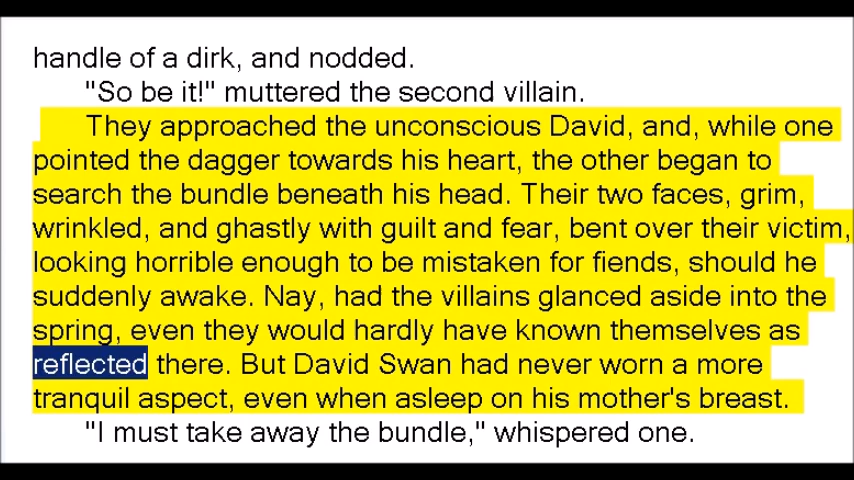 handle of a dirk, and nodded.
"So be it!" muttered the second villain.
They approached the unconscious David, and, while one
pointed the dagger towards his heart, the other began to
search the bundle beneath his head. Their two faces, grim,
wrinkled, and ghastly with guilt and fear, bent over their victim,
looking horrible enough to be mistaken for fiends, should he
suddenly awake. Nay, had the villains glanced aside into the
spring, even they would hardly have known themselves as
reflected there. But David Swan had never worn a more
tranquil aspect, even when asleep on his mother's breast.
"I must take away the bundle," whispered one.